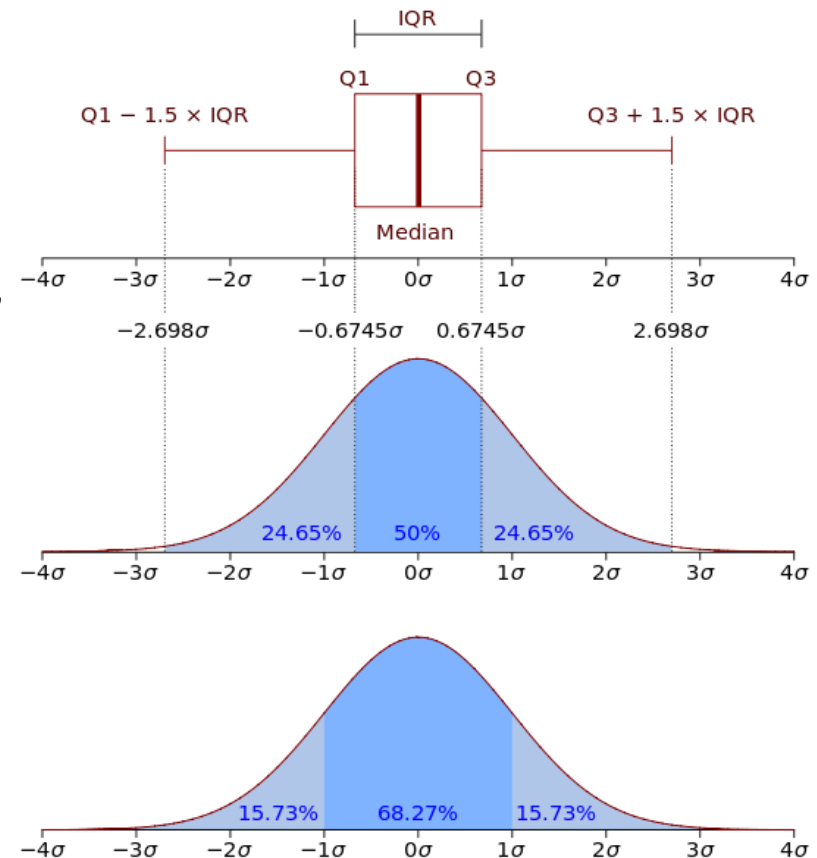 IQR
Q1 Q3
Q1 − 1.5 × IQR Q3 + 1.5 × IQR
Median
−4σ −3σ −2σ −1σ 0σ 1σ 2σ 3σ 4σ
−2.698σ −0.6745σ 0.6745σ 2.698σ
24.65% 50% 24.65%
−4σ −3σ −2σ −1σ 0σ 1σ 2σ 3σ 4σ
15.73% 68.27% 15.73%
−4σ −3σ −2σ −1σ 0σ 1σ 2σ 3σ 4σ